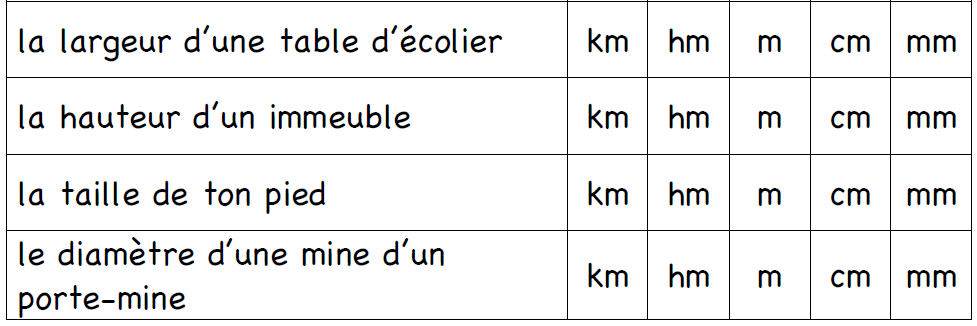 la largeur d'une table d'écolier km hm m cm mm
la hauteur d'un immeuble km hm m cm mm
la taille de ton pied km hm m cm mm
le diamètre d'une mine d'un
porte-mine km hm m cm mm